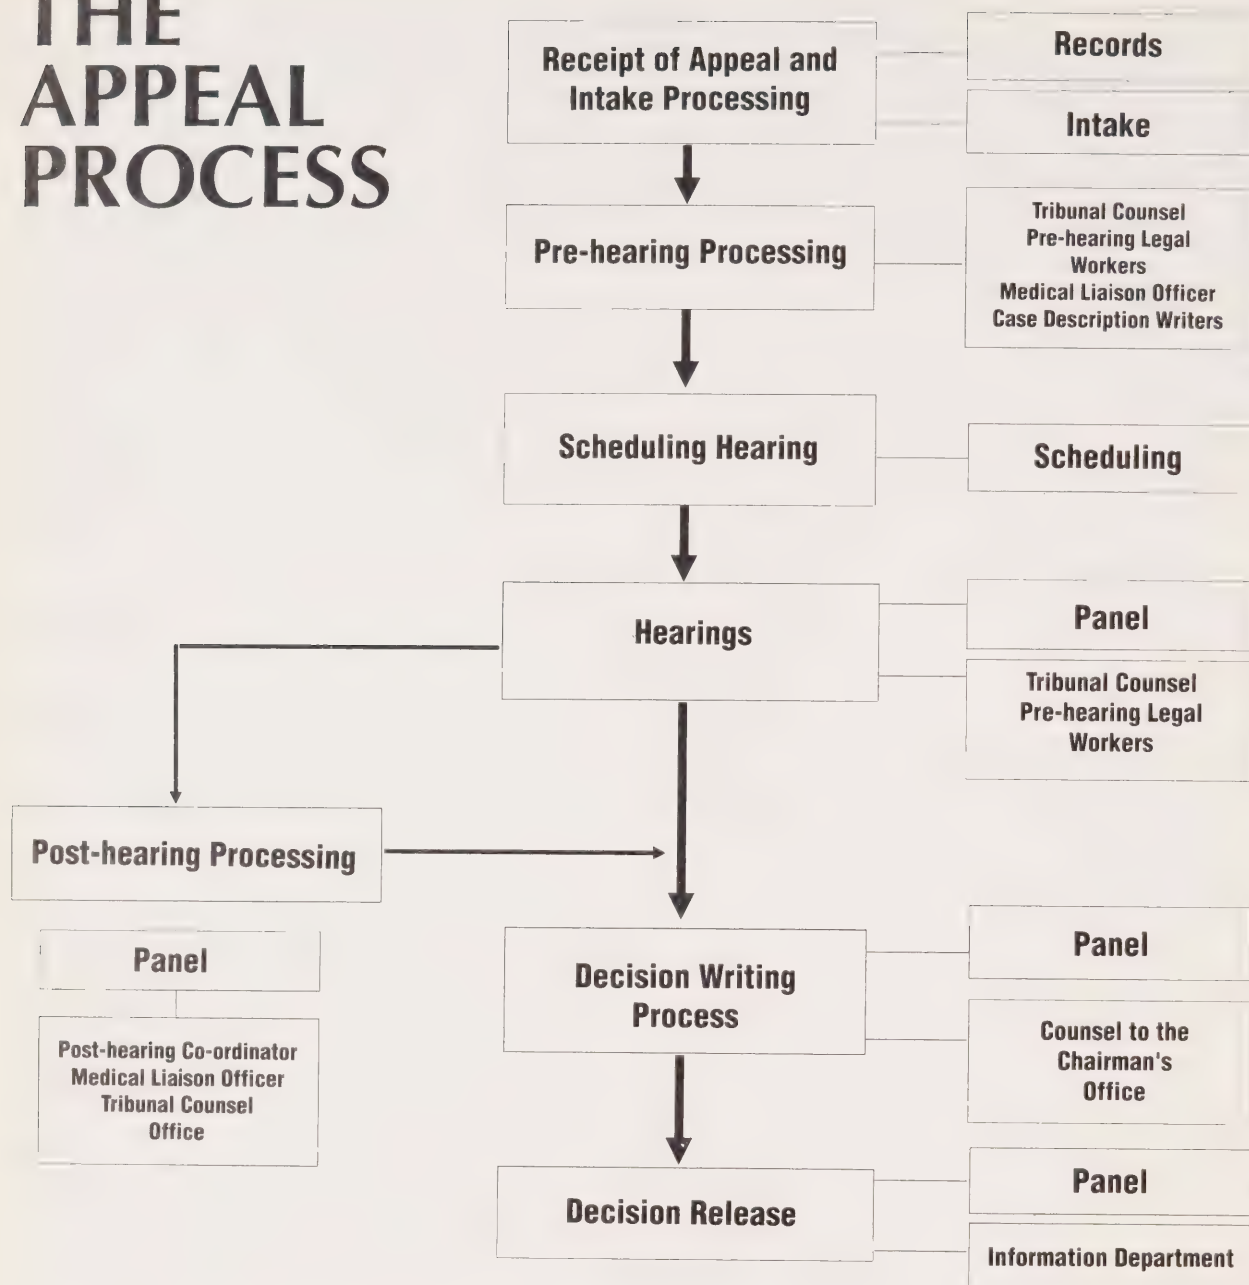 THE
APPEAL
PROCESS
Receipt of Appeal and
Intake Processing
Records
Intake
Pre-hearing Processing
Tribunal Counsel
Pre-hearing Legal
Workers
Medical Liaison Officer
Case Description Writers
Scheduling Hearing
Scheduling
Hearings
Panel
Tribunal Counsel
Pre-hearing Legal
Workers
Post-hearing Processing
Panel
Post-hearing Co-ordinator
Medical Liaison Officer
Tribunal Counsel
Office
Decision Writing
Process
Panel
Counsel to the
Chairman's
Office
Decision Release
Panel
Information Department